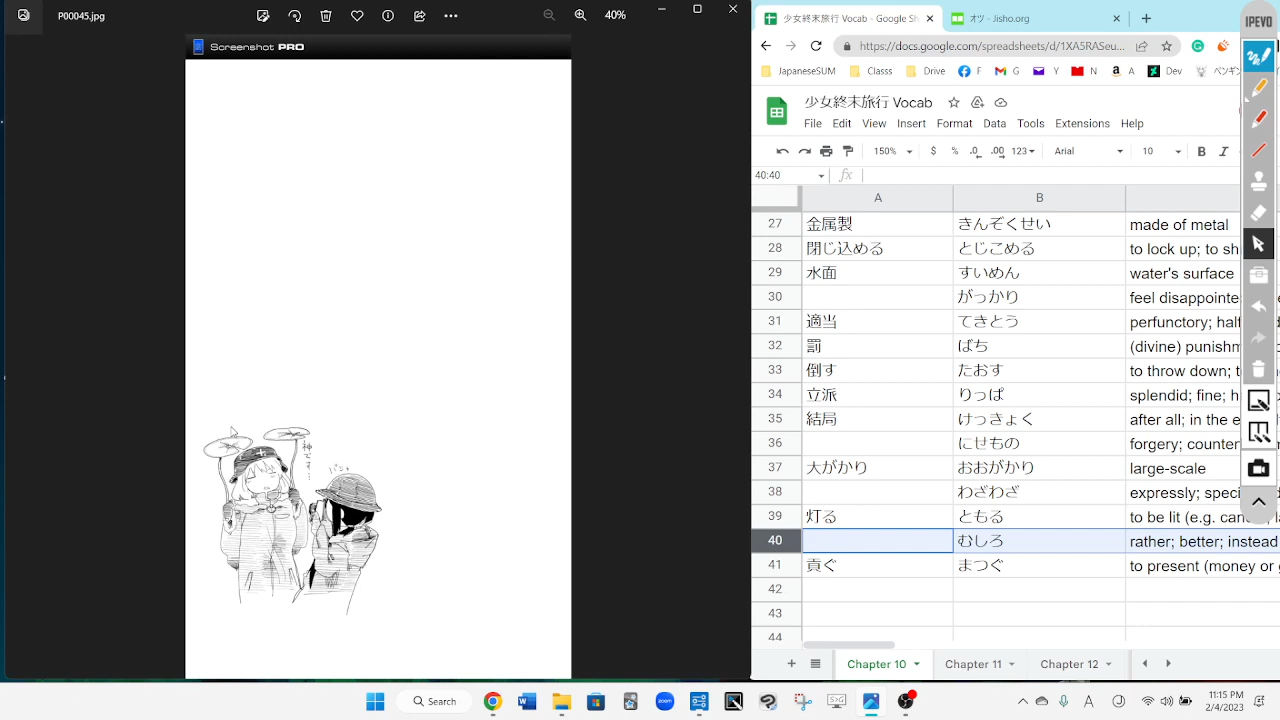 P00045.jpg
40%
Screenshot PRO
神です…
パシャ
少女終末旅行 Vocab - Google Sh
オツ - Jisho.org
https://docs.google.com/spreadsheets/d/1XA5RAsGu...
JapaneseSUM
Classs
Drive
F
G
Y
N
A
Dev
少女終末旅行 Vocab
File Edit View Insert Format Data Tools Extensions Help
150% $ % .0 .00 123 Arial 10 B I
40:40 fx
A B
27 金属製 きんぞくせい made of metal
28 閉じ込める とじこめる to lock up; to sh
29 水面 すいめん water's surface
30 がっかり feel disappointe
31 適当 てきとう perfunctory; half
32 罰 ばち (divine) punishm
33 倒す たおす to throw down; t
34 立派 りっぱ splendid; fine; h
35 結局 けっきょく after all; in the e
36 にせもの forgery; counter
37 大がかり おおがかり large-scale
38 わざわざ expressly; speci
39 灯る ともる to be lit (e.g. can
40 むしろ rather; better; instead
41 貢ぐ まつぐ to present (money or g
42
43
44
Chapter 10 Chapter 11 Chapter 12
IPEVO
Search
W
zoom
A
11:15 PM
2/4/2023